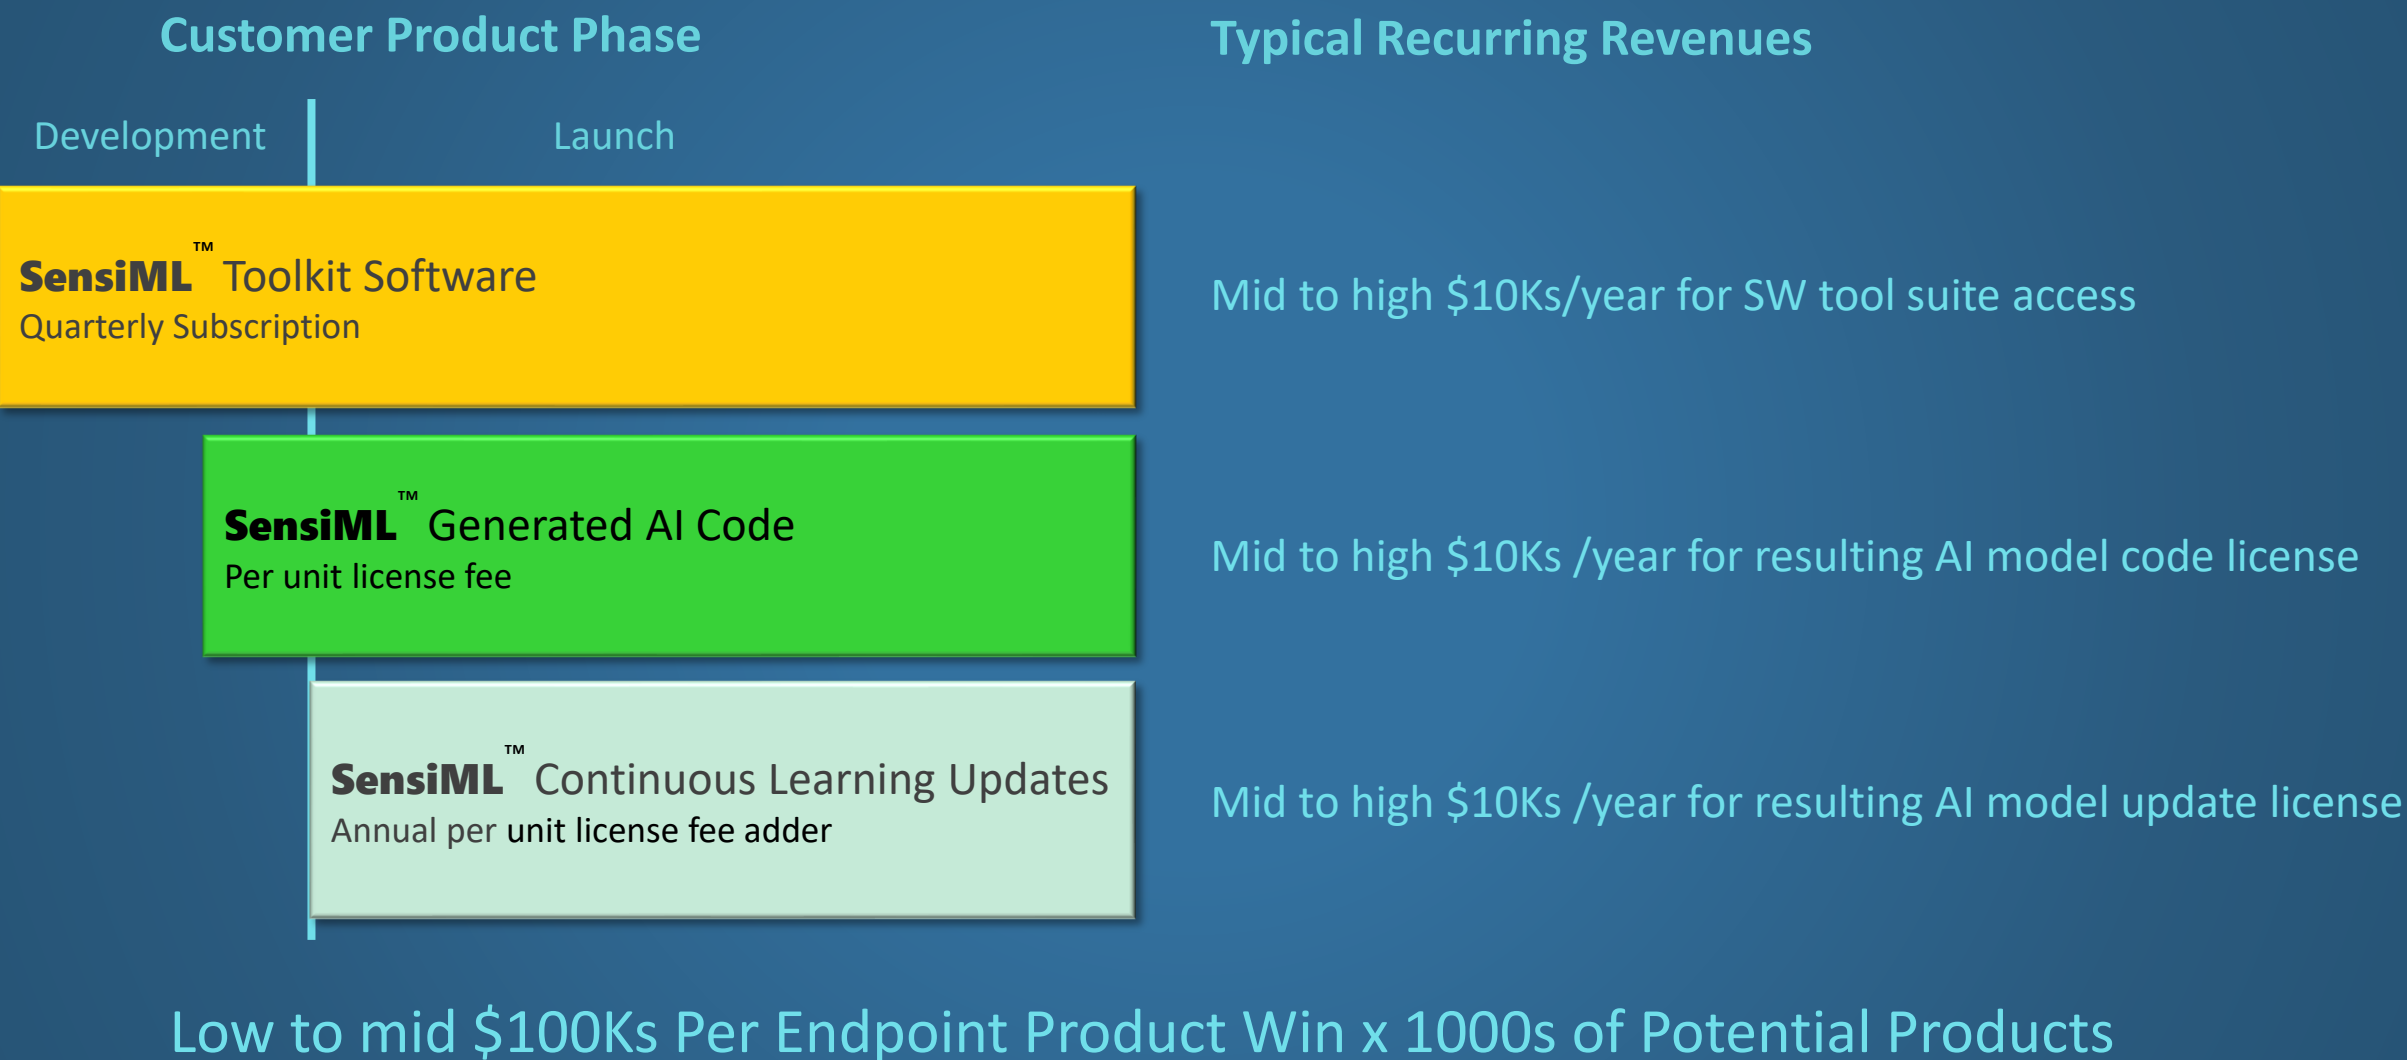 Customer Product Phase
Typical Recurring Revenues
Development
Launch
SensiML™ Toolkit Software
Quarterly Subscription
Mid to high $10Ks/year for SW tool suite access
SensiML™ Generated AI Code
Per unit license fee
Mid to high $10Ks /year for resulting AI model code license
SensiML™ Continuous Learning Updates
Annual per unit license fee adder
Mid to high $10Ks /year for resulting AI model update license
Low to mid $100Ks Per Endpoint Product Win x 1000s of Potential Products